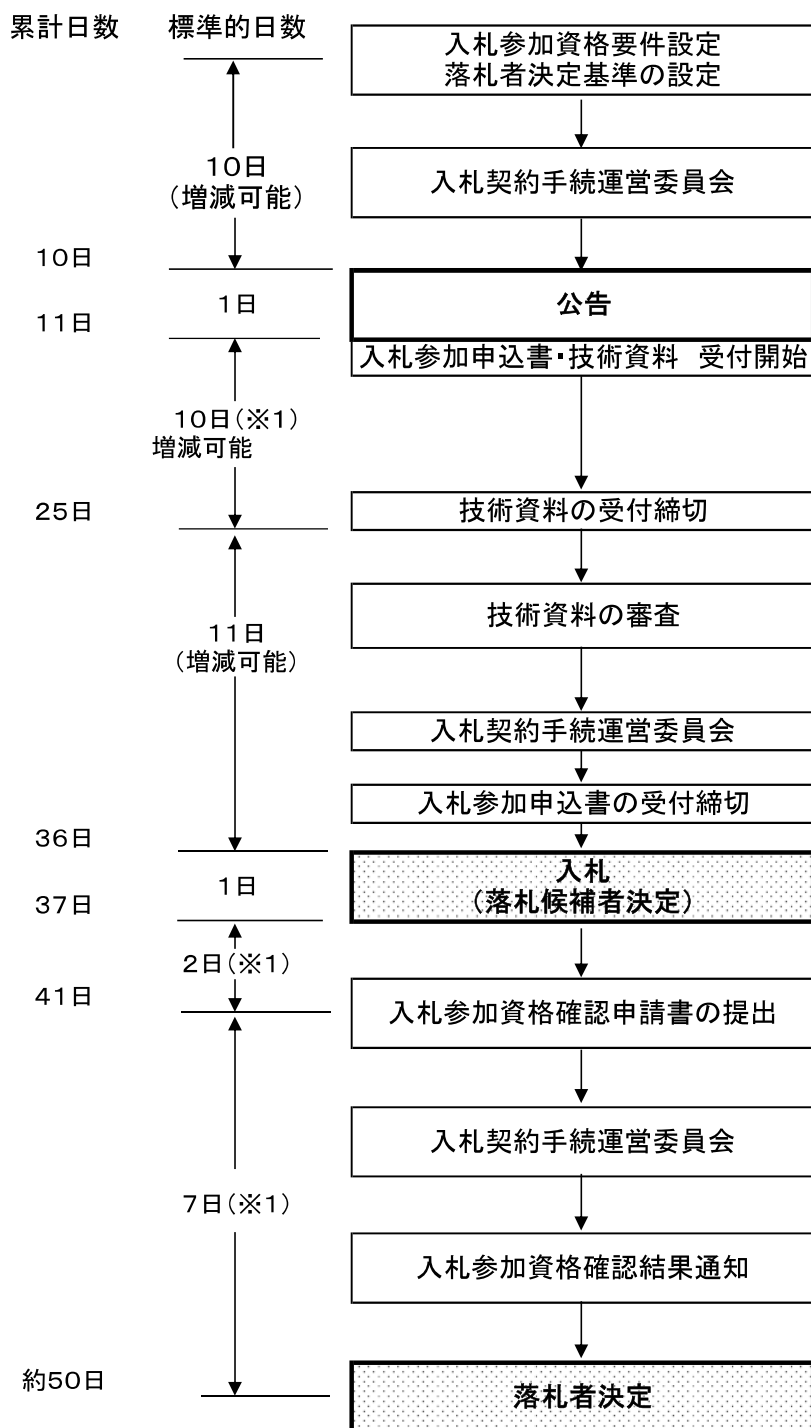 累計日数　標準的日数
入札参加資格要件設定
落札者決定基準の設定
10日
（増減可能）
入札契約手続運営委員会
10日
1日
公告
11日
入札参加申込書・技術資料　受付開始
10日（※1）
増減可能
25日
技術資料の受付締切
技術資料の審査
11日
（増減可能）
入札契約手続運営委員会
入札参加申込書の受付締切
36日
入札
（落札候補者決定）
1日
37日
2日（※1）
41日
入札参加資格確認申請書の提出
入札契約手続運営委員会
7日（※1）
入札参加資格確認結果通知
約50日
落札者決定